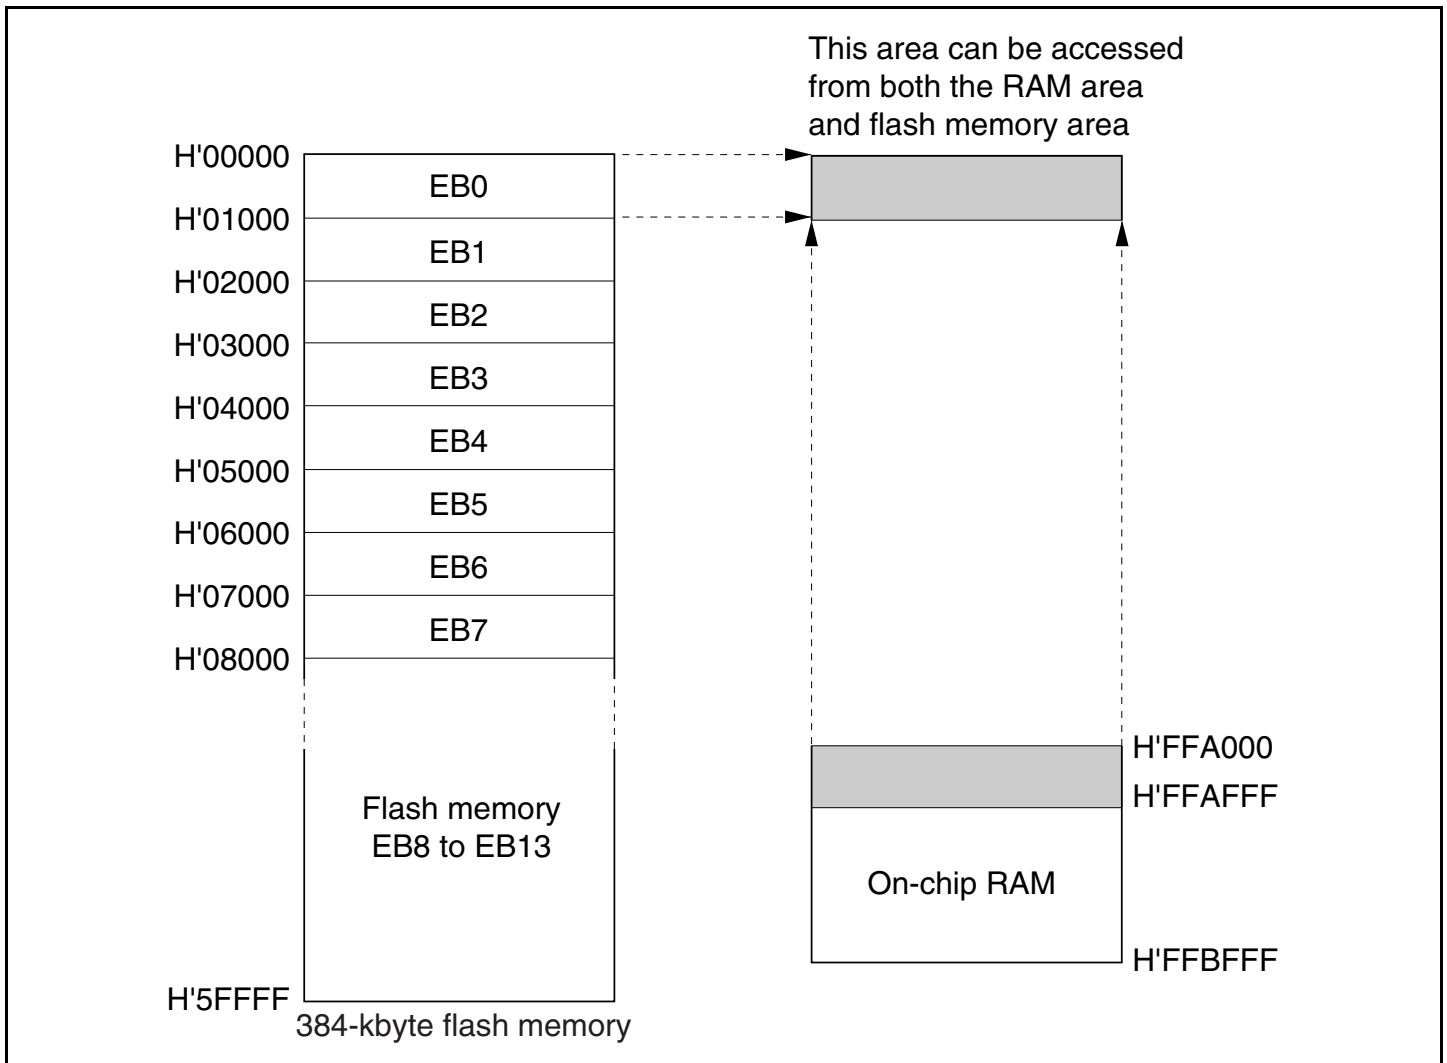 This area can be accessed
from both the RAM area
and flash memory area
H'00000
EB0
H'01000
EB1
H'02000
EB2
H'03000
EB3
H'04000
EB4
H'05000
EB5
H'06000
EB6
H'07000
EB7
H'08000
Flash memory
EB8 to EB13
H'5FFFF
384-kbyte flash memory
H'FFA000
H'FFAFFF
On-chip RAM
H'FFBFFF